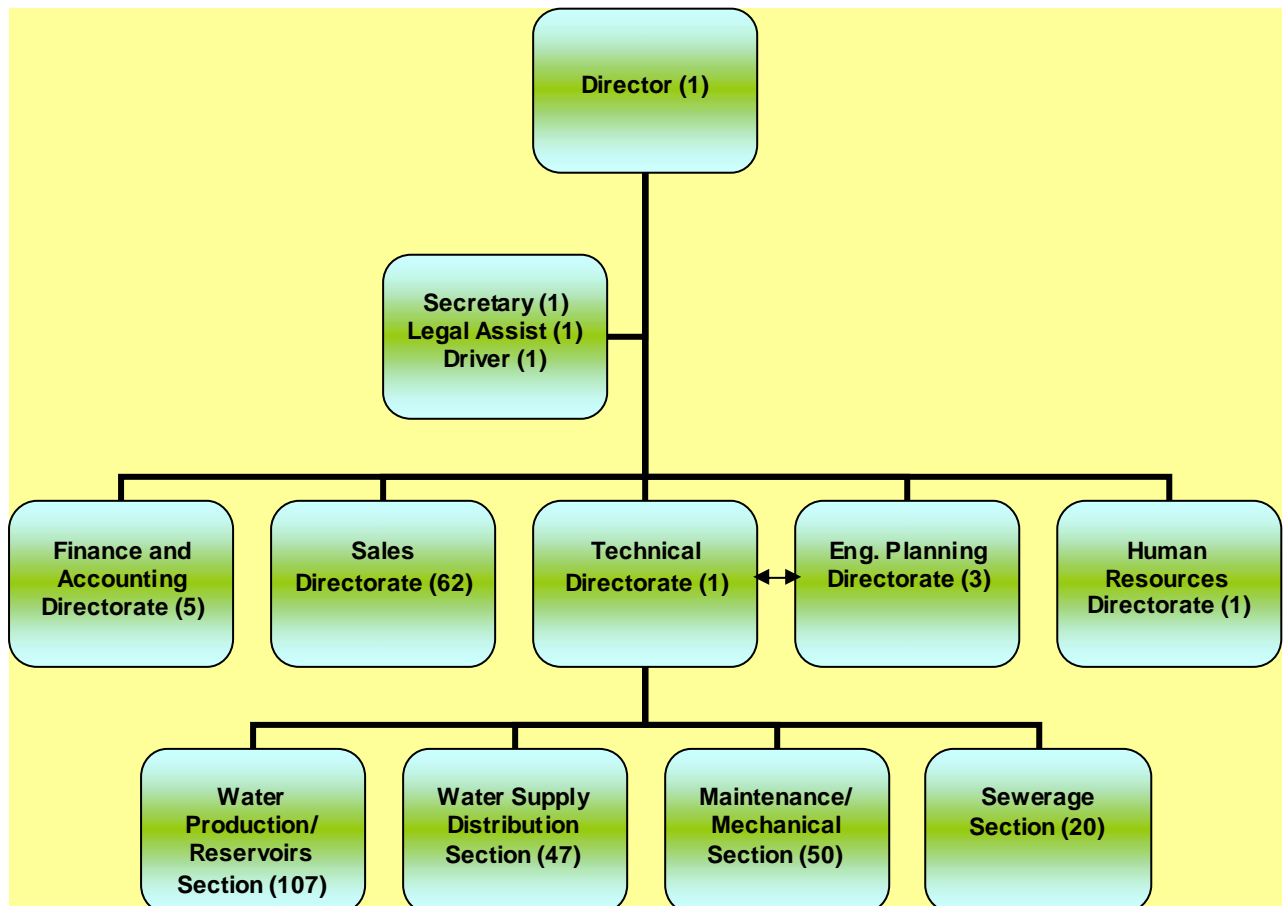 Director (1)
Secretary (1)
Legal Assist (1)
Driver (1)
Finance and
Accounting
Directorate (5)
Sales
Directorate (62)
Technical
Directorate (1)
Eng. Planning
Directorate (3)
Human
Resources
Directorate (1)
Water
Production/
Reservoirs
Section (107)
Water Supply
Distribution
Section (47)
Maintenance/
Mechanical
Section (50)
Sewerage
Section (20)